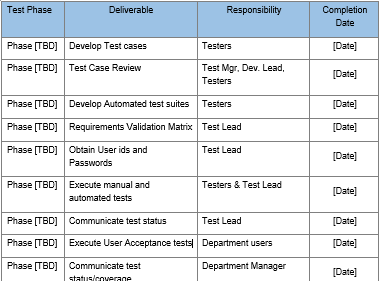 Test Phase Deliverable Responsibility Completion
Date
Phase [TBD] Develop Test cases Testers [Date]
Phase [TBD] Test Case Review Test Mgr, Dev. Lead,
Testers [Date]
Phase [TBD] Develop Automated test suites Testers [Date]
Phase [TBD] Requirements Validation Matrix Test Lead [Date]
Phase [TBD] Obtain User ids and
Passwords Test Lead [Date]
Phase [TBD] Execute manual and
automated tests Testers & Test Lead [Date]
Phase [TBD] Communicate test status Test Lead [Date]
Phase [TBD] Execute User Acceptance tests Department users [Date]
Phase [TBD] Communicate test
status/coverage Department Manager [Date]